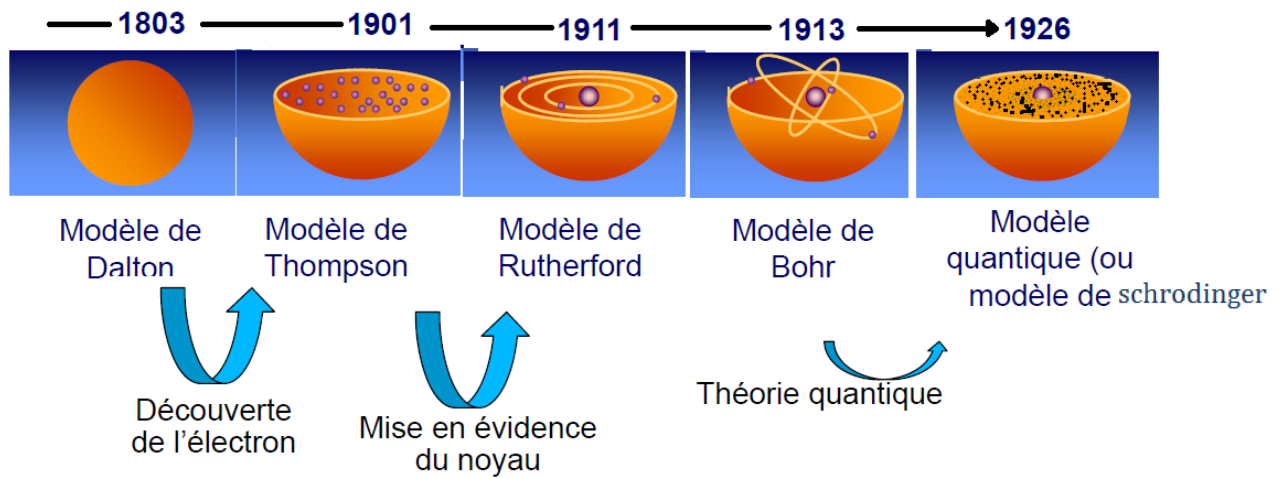 1803 1901 1911 1913 1926
Modèle de
Dalton
Modèle de
Thompson
Modèle de
Rutherford
Modèle de
Bohr
Modèle
quantique (ou
modèle de schrodinger
Découverte
de l'électron
Mise en évidence
du noyau
Théorie quantique